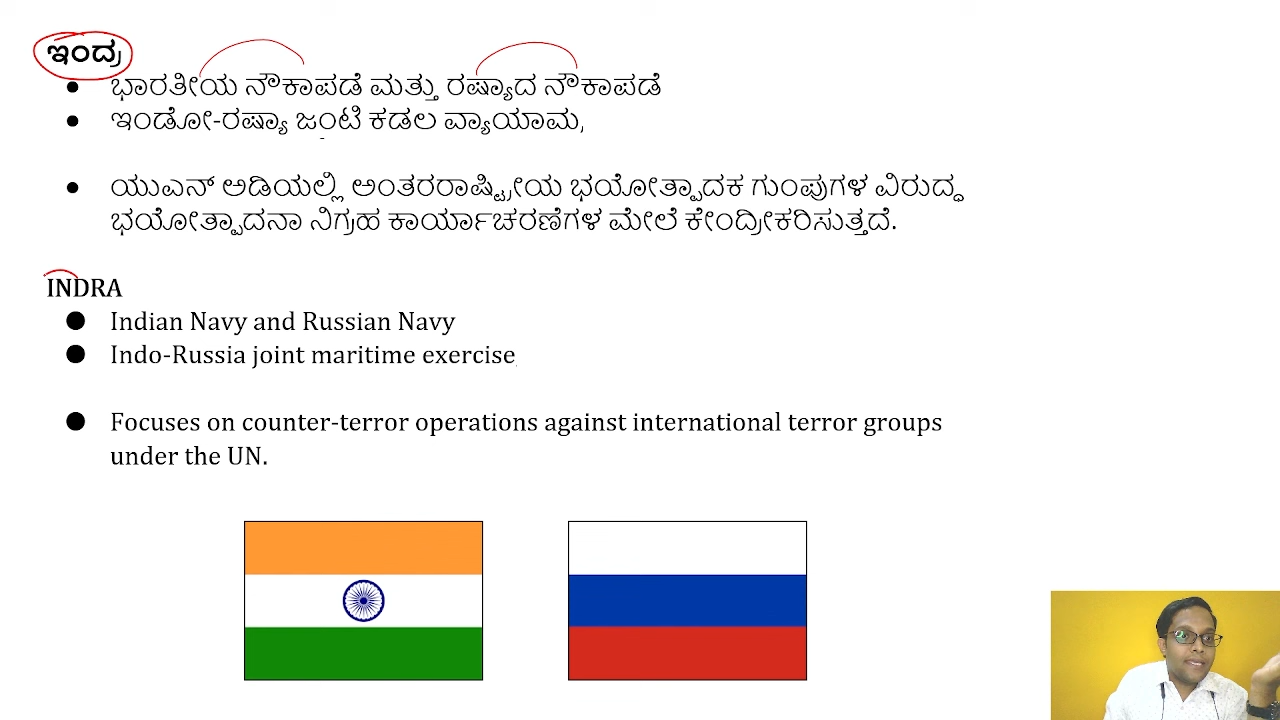 ಇಂದ್ರ
● ಭಾರತೀಯ ನೌಕಾಪಡೆ ಮತ್ತು ರಷ್ಯಾದ ನೌಕಾಪಡೆ
● ಇಂಡೋ-ರಷ್ಯಾ ಜಂಟಿ ಕಡಲ ವ್ಯಾಯಾಮ,
● ಯುಎನ್ ಅಡಿಯಲ್ಲಿ ಅಂತರರಾಷ್ಟ್ರೀಯ ಭಯೋತ್ಪಾದಕ ಗುಂಪುಗಳ ವಿರುದ್ಧ
ಭಯೋತ್ಪಾದನಾ ನಿಗ್ರಹ ಕಾರ್ಯಾಚರಣೆಗಳ ಮೇಲೆ ಕೇಂದ್ರೀಕರಿಸುತ್ತದೆ.
INDRA
● Indian Navy and Russian Navy
● Indo-Russia joint maritime exercise
● Focuses on counter-terror operations against international terror groups
under the UN.